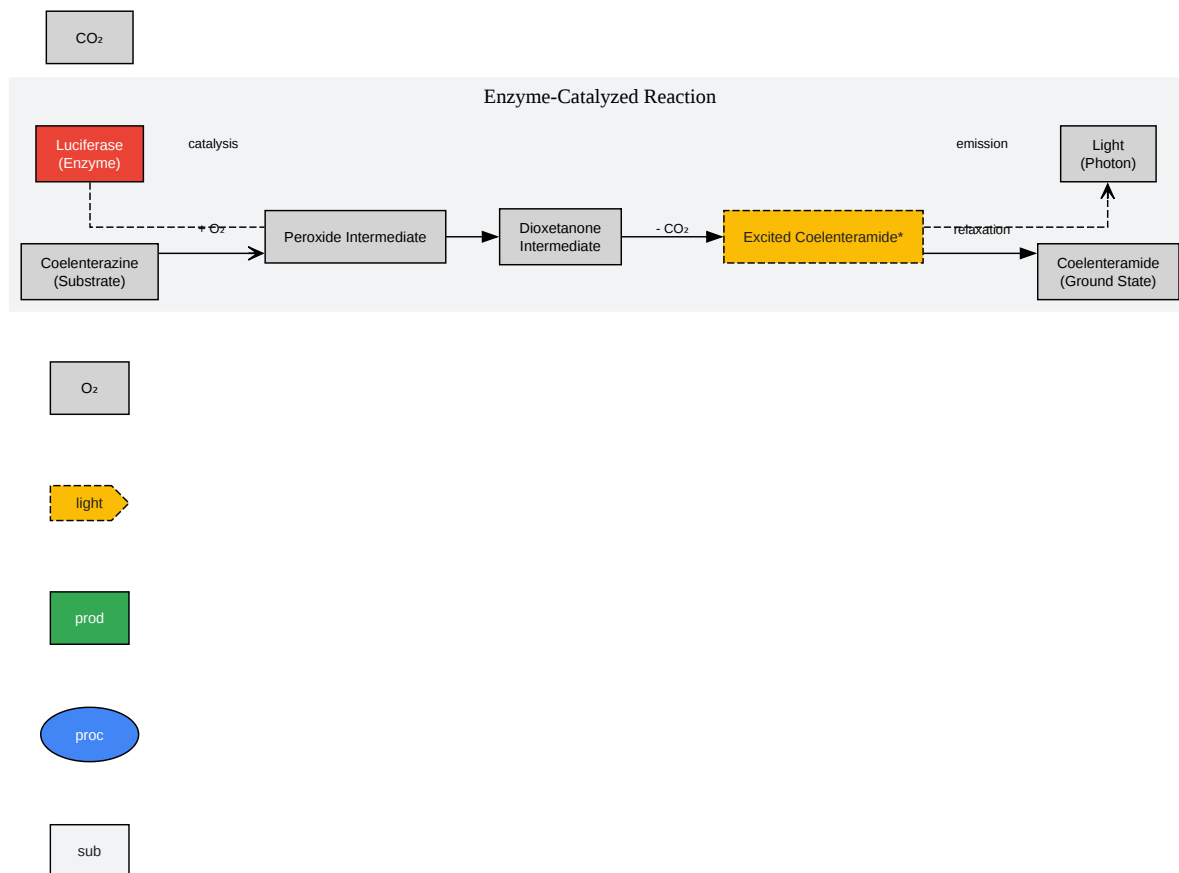 CO₂
Enzyme-Catalyzed Reaction
Luciferase
(Enzyme)
catalysis
emission
Light
(Photon)
+ O₂
Peroxide Intermediate
Dioxetanone
Intermediate
- CO₂
Excited Coelenteramide*
relaxation
Coelenterazine
(Substrate)
Coelenteramide
(Ground State)
O₂
light
prod
proc
sub